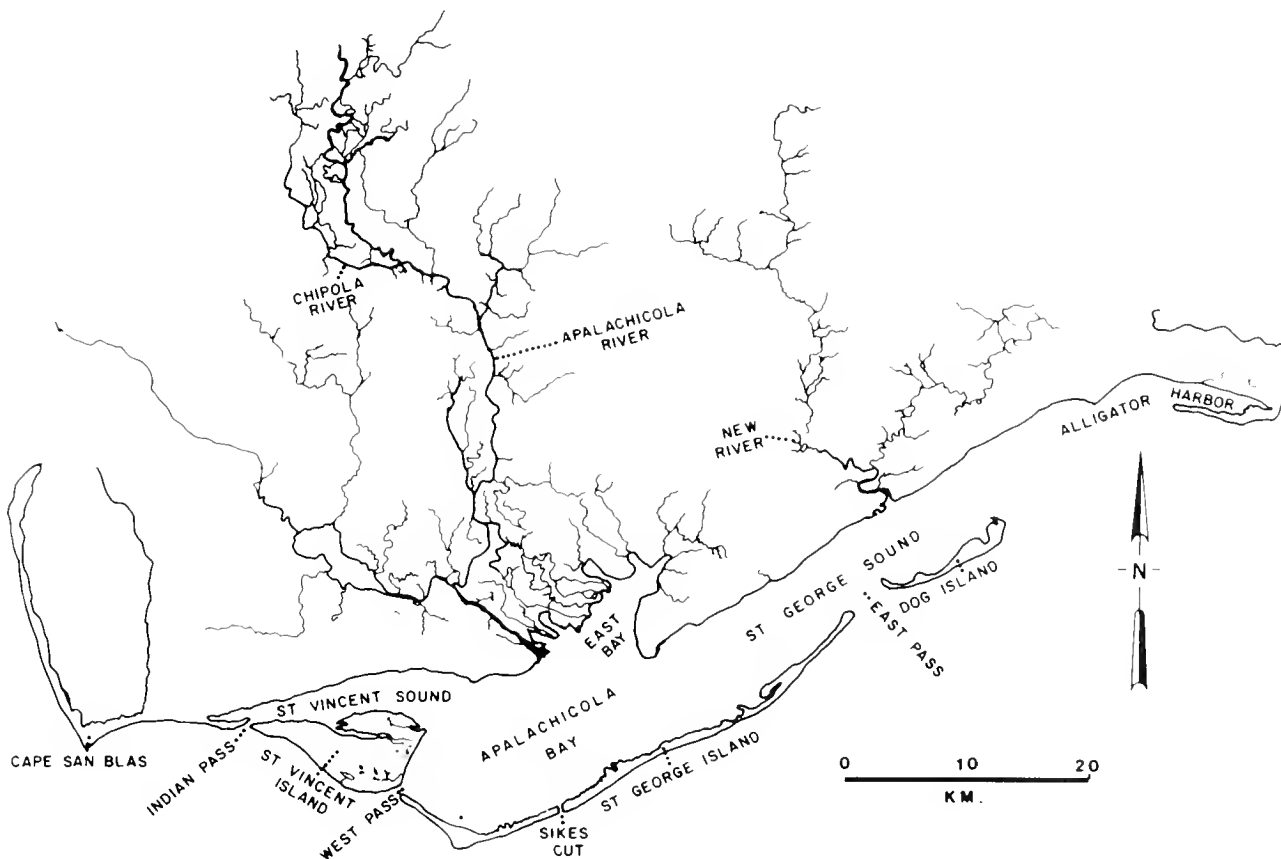 CHIPOLA
RIVER
APALACHICOLA
RIVER
NEW
RIVER
ALLIGATOR HARBOR
N
ST GEORGE SOUND
DOG ISLAND
EAST PASS
EAST
BAY
ST VINCENT SOUND
APALACHICOLA
BAY
CAPE SAN BLAS
INDIAN PASS
ST VINCENT
ISLAND
WEST PASS
ST GEORGE ISLAND
SIKES
CUT
0 10 20
KM.